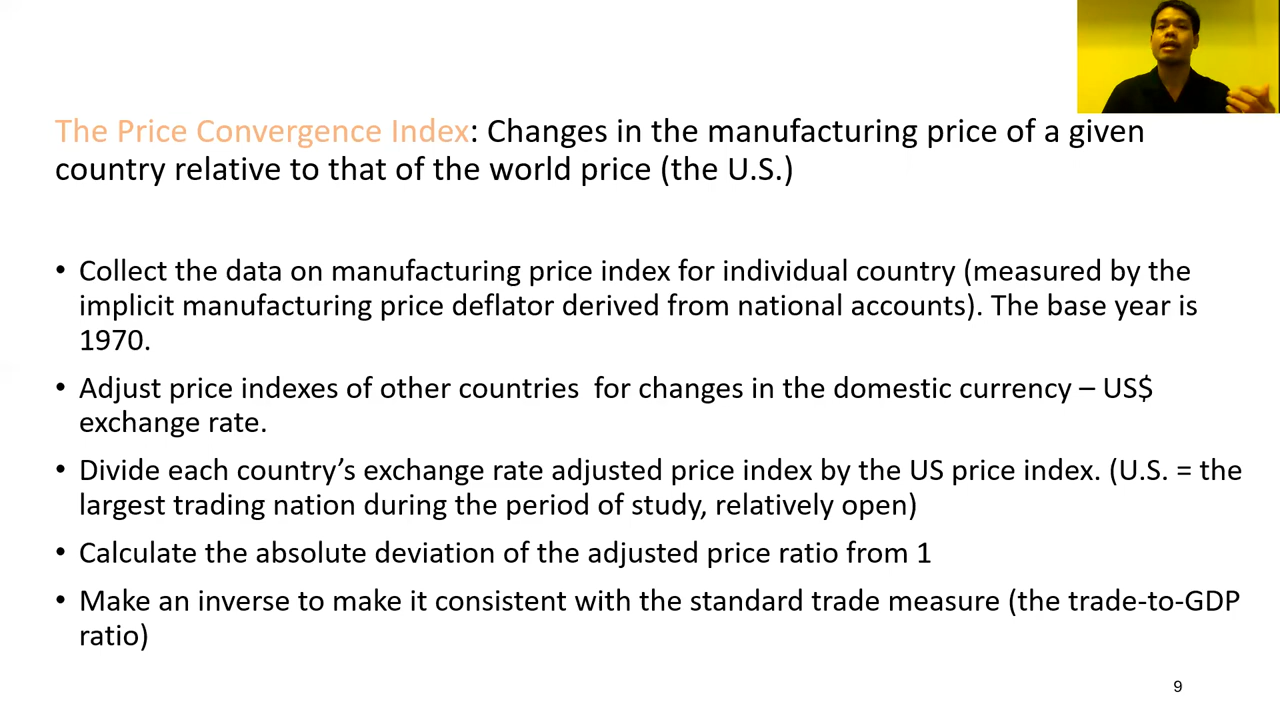 The Price Convergence Index: Changes in the manufacturing price of a given
country relative to that of the world price (the U.S.)
• Collect the data on manufacturing price index for individual country (measured by the
implicit manufacturing price deflator derived from national accounts). The base year is
1970.
• Adjust price indexes of other countries  for changes in the domestic currency – US$
exchange rate.
• Divide each country’s exchange rate adjusted price index by the US price index. (U.S. = the
largest trading nation during the period of study, relatively open)
• Calculate the absolute deviation of the adjusted price ratio from 1
• Make an inverse to make it consistent with the standard trade measure (the trade-to-GDP
ratio)
9